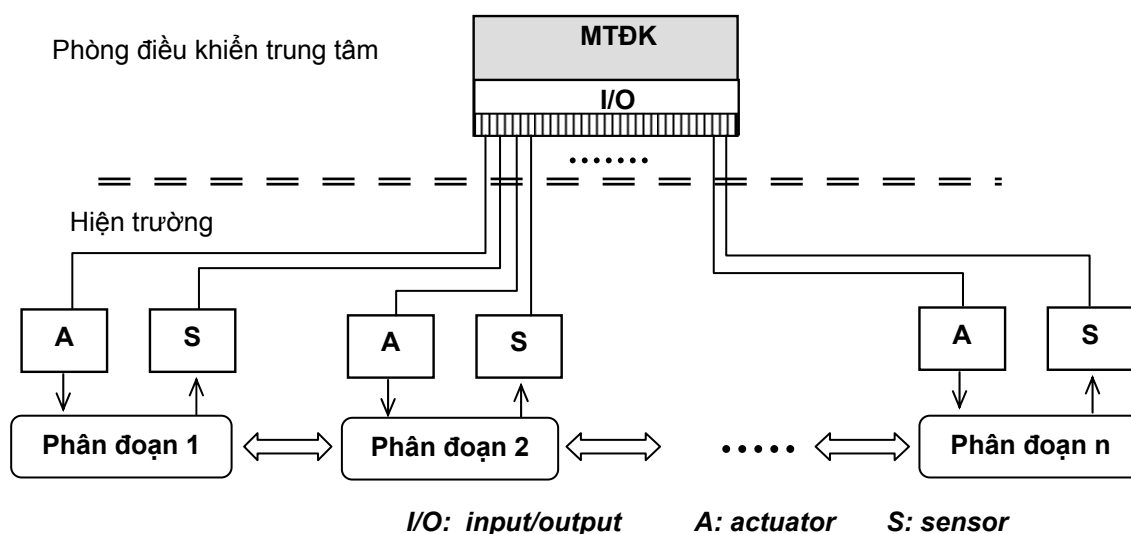 MTĐK
Phòng điều khiển trung tâm
I/O
Hiện trường
A S A S A S
Phân đoạn 1 Phân đoạn 2 Phân đoạn n
I/O: input/output A: actuator S: sensor